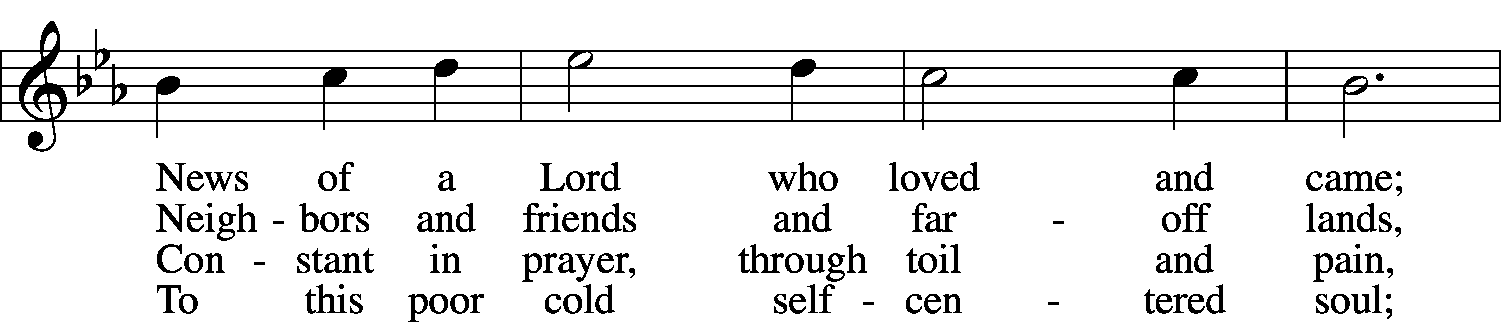 News of a Lord who loved and came;
Neigh - bors and friends and far - off lands,
Con - stant in prayer, through toil and pain,
To this poor cold self - cen - tered soul;